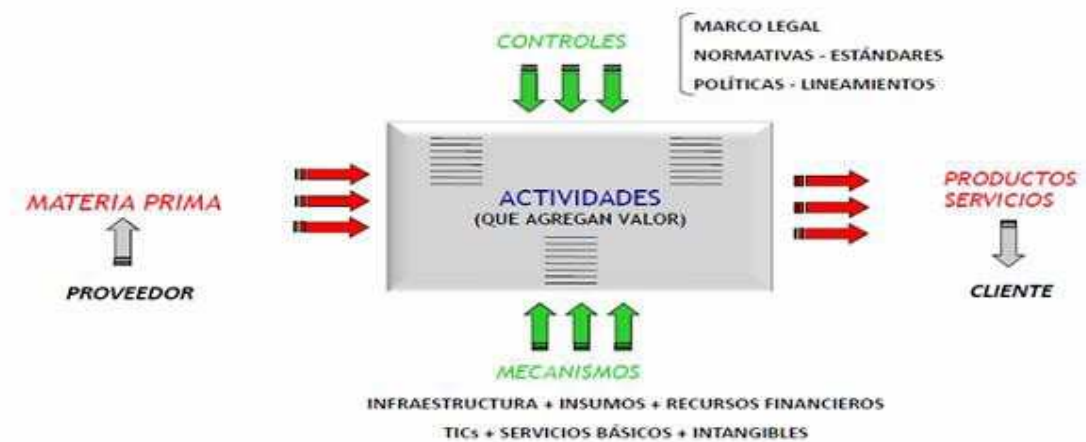 CONTROLES
MARCO LEGAL
NORMATIVAS - ESTÁNDARES
POLÍTICAS - LINEAMIENTOS
MATERIA PRIMA
PROVEEDOR
ACTIVIDADES
(QUE AGREGAN VALOR)
PRODUCTOS
SERVICIOS
CLIENTE
MECANISMOS
INFRAESTRUCTURA + INSUMOS + RECURSOS FINANCIEROS
TICs + SERVICIOS BÁSICOS + INTANGIBLES